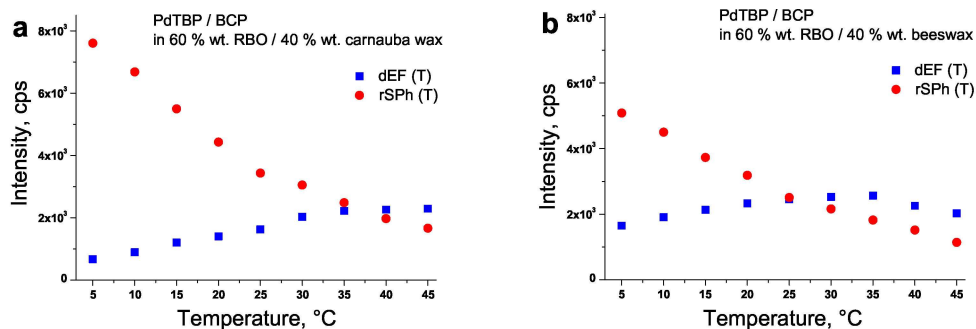 a
PdTBP / BCP
in 60 % wt. RBO / 40 % wt. carnauba wax
dEF (T)
rSPh (T)
Intensity, cps
8x10³
6x10³
4x10³
2x10³
0
5 10 15 20 25 30 35 40 45
Temperature, °C
b
PdTBP / BCP
in 60 % wt. RBO / 40 % wt. beeswax
dEF (T)
rSPh (T)
Intensity, cps
8x10³
6x10³
4x10³
2x10³
0
5 10 15 20 25 30 35 40 45
Temperature, °C